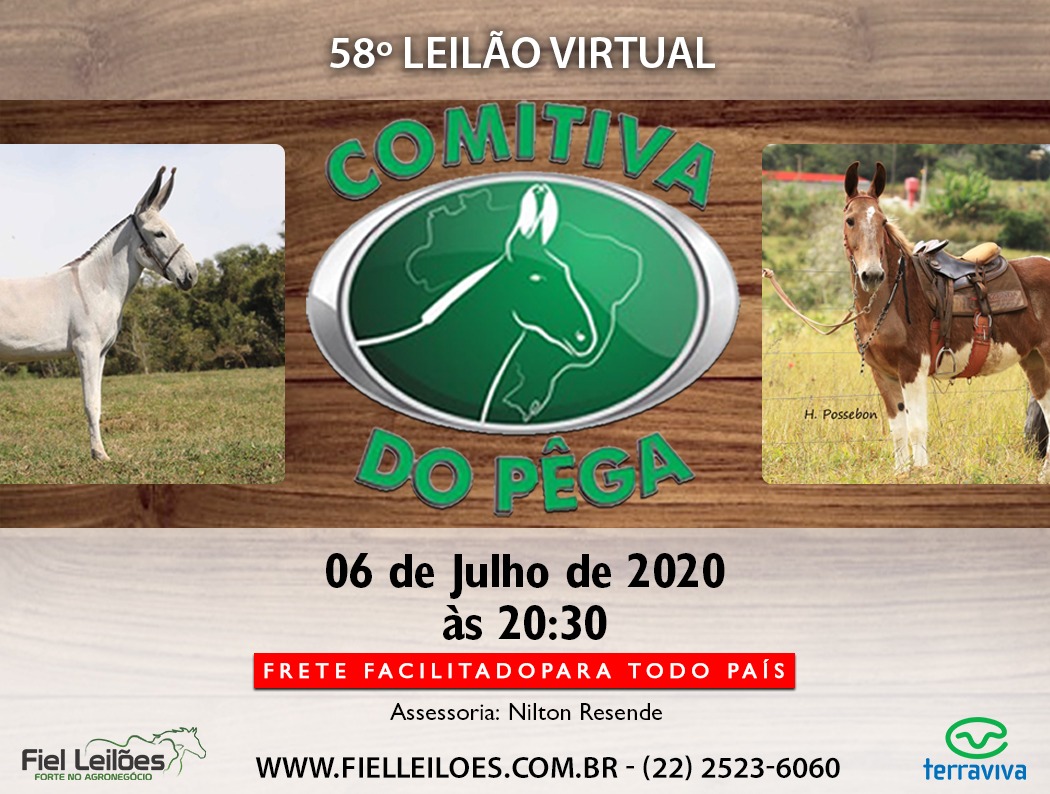 58º LEILÃO VIRTUAL
COMITIVA
DO PÊGA
H. Possebon
06 de Julho de 2020
às 20:30
FRETE FACILITADOPARA TODO PAÍS
Assessoria: Nilton Resende
Fiel Leilões
FORTE NO AGRONEGÓCIO
WWW.FIELLEILOES.COM.BR - (22) 2523-6060
terraviva